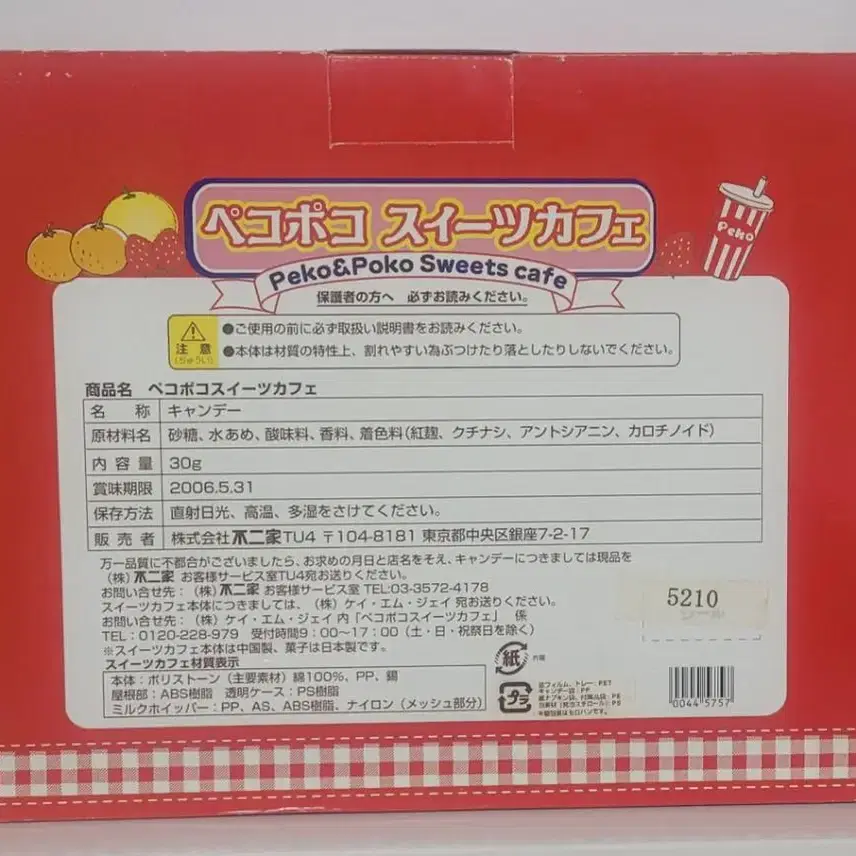 ペコポコ スイーツカフェ
Peko&Poko Sweets cafe
Peko
保護者の方へ 必ずお読みください。
注意
(ちゅうい)
●ご使用の前に必ず取扱い説明書をお読みください。
●本体は材質の特性上、割れやすい為ぶつけたり落としたりしないでください。
商品名 ペコポコスイーツカフェ
名称 キャンデー
原材料名 砂糖、水あめ、酸味料、香料、着色料(紅麹、クチナシ、アントシアニン、カロチノイド)
内容量 30g
賞味期限 2006.5.31
保存方法 直射日光、高温、多湿をさけてください。
販売者 株式会社不二家TU4 〒104-8181 東京都中央区銀座7-2-17
万一品質に不都合がございましたら、お求めの月日と店名をそえ、キャンデーにつきましては現品を
(株)不二家 お客様サービス室TU4宛お送りください。
お問い合せ先:(株)不二家 お客様サービス室 TEL:03-3572-4178
スイーツカフェ本体につきましては、(株)ケイ・エム・ジェイ 宛お送りください。
お問い合せ先:(株)ケイ・エム・ジェイ 内「ペコポコスイーツカフェ」 係
TEL:0120-228-979 受付時間9:00〜17:00(土・日・祝祭日を除く)
※スイーツカフェ本体は中国製、菓子は日本製です。
スイーツカフェ材質表示
本体:ポリストーン(主要素材)綿100%、PP、錫
屋根部:ABS樹脂 透明ケース:PS樹脂
ミルクホイッパー:PP、AS、ABS樹脂、ナイロン(メッシュ部分)
5210
紙
外箱
プラ
キャンデー袋:PP
0044 5757